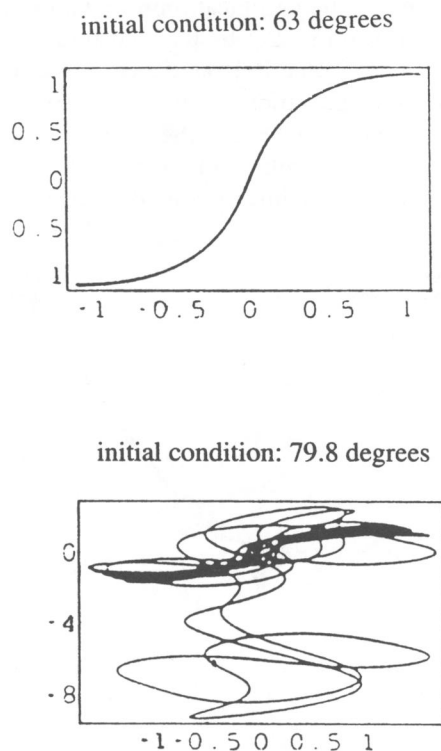 initial condition: 63 degrees
1
0.5
0
0.5
1
-1 -0.5 0 0.5 1
initial condition: 79.8 degrees
0
-4
-8
-1-0.5 0 0.5 1